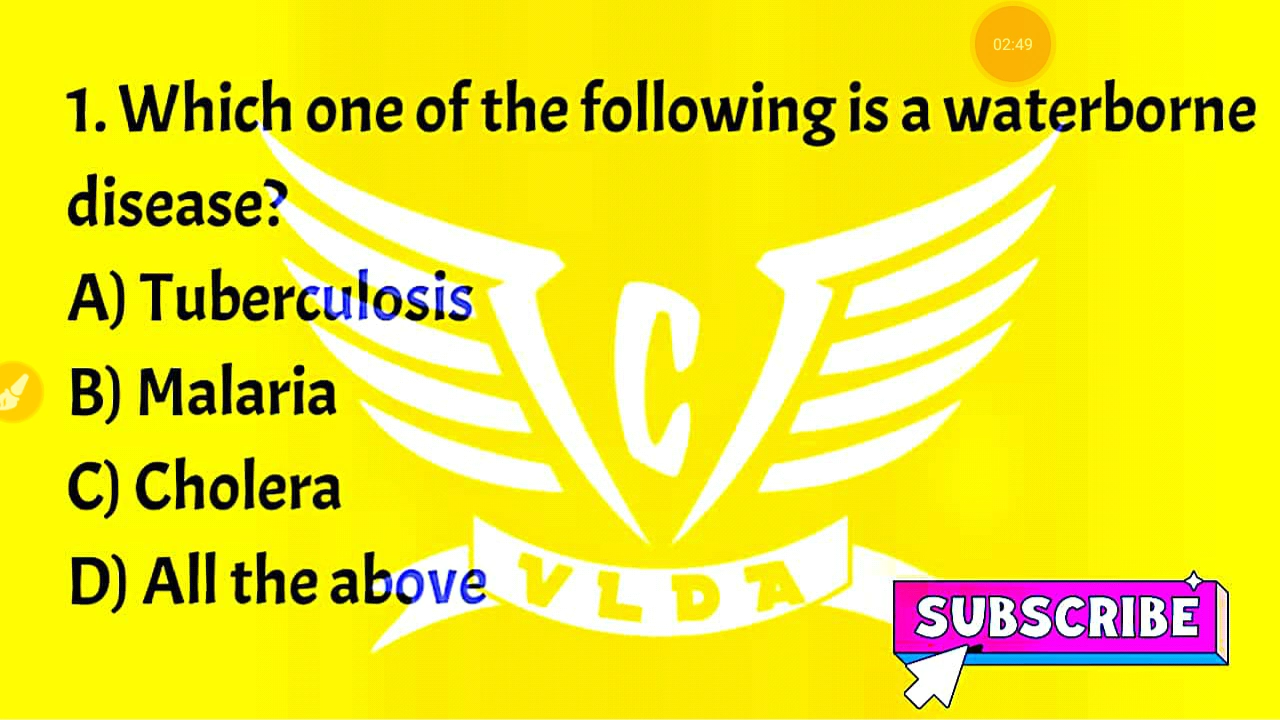 02:49
1. Which one of the following is a waterborne
disease?
A) Tuberculosis
B) Malaria
C) Cholera
D) All the above
C
VLDA
SUBSCRIBE